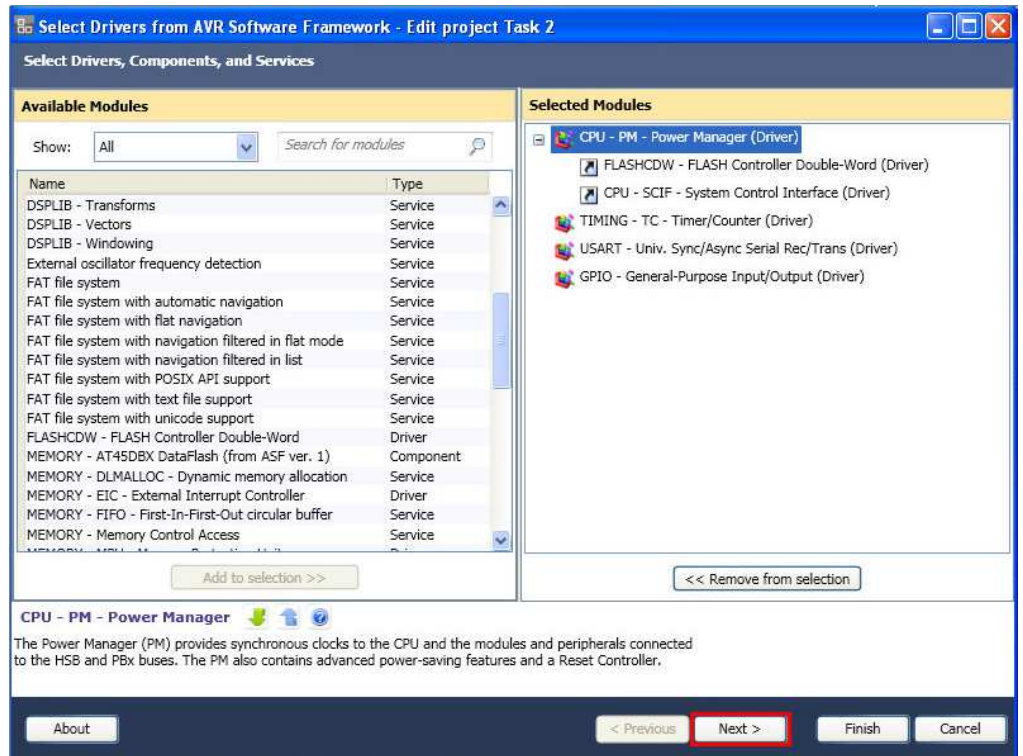 Select Drivers from AVR Software Framework - Edit project Task 2
Select Drivers, Components, and Services
Available Modules
Show: All Search for modules
Name Type
DSPLIB - Transforms Service
DSPLIB - Vectors Service
DSPLIB - Windowing Service
External oscillator frequency detection Service
FAT file system Service
FAT file system with automatic navigation Service
FAT file system with flat navigation Service
FAT file system with navigation filtered in flat mode Service
FAT file system with navigation filtered in list Service
FAT file system with POSIX API support Service
FAT file system with text file support Service
FAT file system with unicode support Service
FLASHCDW - FLASH Controller Double-Word Driver
MEMORY - AT45DBX DataFlash (from ASF ver. 1) Component
MEMORY - DLMALLOC - Dynamic memory allocation Service
MEMORY - EIC - External Interrupt Controller Driver
MEMORY - FIFO - First-In-First-Out circular buffer Service
MEMORY - Memory Control Access Service
Add to selection >>
Selected Modules
CPU - PM - Power Manager (Driver)
FLASHCDW - FLASH Controller Double-Word (Driver)
CPU - SCIF - System Control Interface (Driver)
TIMING - TC - Timer/Counter (Driver)
USART - Univ. Sync/Async Serial Rec/Trans (Driver)
GPIO - General-Purpose Input/Output (Driver)
<< Remove from selection
CPU - PM - Power Manager
The Power Manager (PM) provides synchronous clocks to the CPU and the modules and peripherals connected
to the HSB and PBx buses. The PM also contains advanced power-saving features and a Reset Controller.
About < Previous Next > Finish Cancel